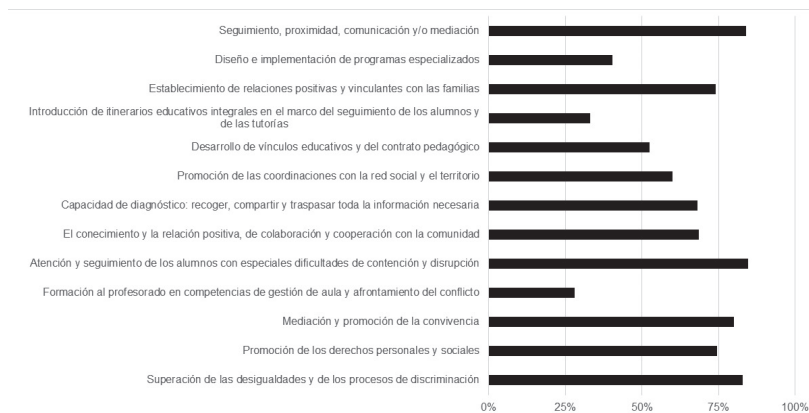 Seguimiento, proximidad, comunicación y/o mediación
Diseño e implementación de programas especializados
Establecimiento de relaciones positivas y vinculantes con las familias
Introducción de itinerarios educativos integrales en el marco del seguimiento de los alumnos y
de las tutorías
Desarrollo de vínculos educativos y del contrato pedagógico
Promoción de las coordinaciones con la red social y el territorio
Capacidad de diagnóstico: recoger, compartir y traspasar toda la información necesaria
El conecimiento y la relación positiva, de colaboración y cooperación con la comunidad
Atención y seguimiento de los alumnos con especiales dificultades de contención y disrupción
Formación al profesorado en competencias de gestión de aula y afrontamiento del conflicto
Mediación y promoción de la convivencia
Promoción de los derechos personales y sociales
Superación de las desigualdades y de los procesos de discriminación
0% 25% 50% 75% 100%